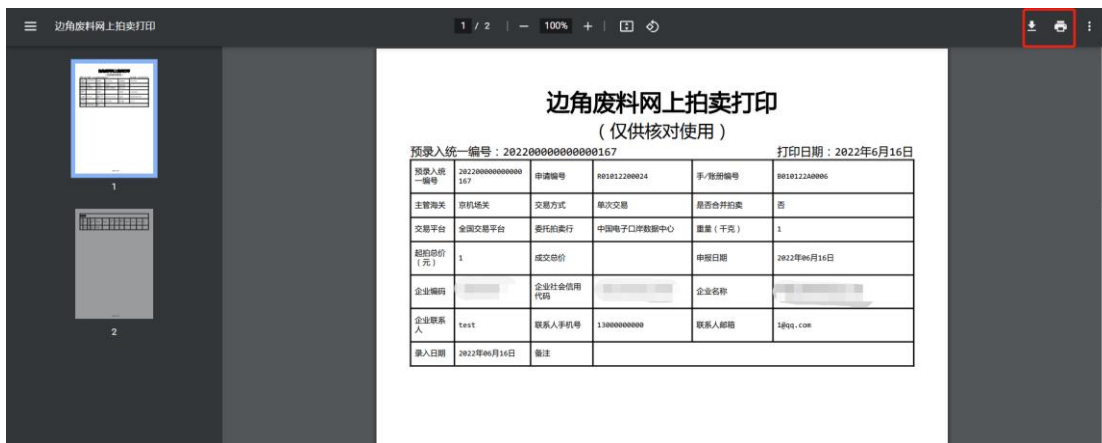 边角废料网上拍卖打印
1 / 2 | − 100% + |
1
2
边角废料网上拍卖打印
（仅供核对使用）
预录入统一编号：202200000000000167 打印日期：2022年6月16日
预录入统一编号 202200000000000167 申请编号 R01012200024 手/账册编号 B010122A0006
主管海关 京机场关 交易方式 单次交易 是否合并拍卖 否
交易平台 全国交易平台 委托拍卖行 中国电子口岸数据中心 重量（千克） 1
起拍总价（元） 1 成交总价 申报日期 2022年06月16日
企业编码 企业社会信用代码 企业名称
企业联系人 test 联系人手机号 13000000000 联系人邮箱 1@qq.com
录入日期 2022年06月16日 备注